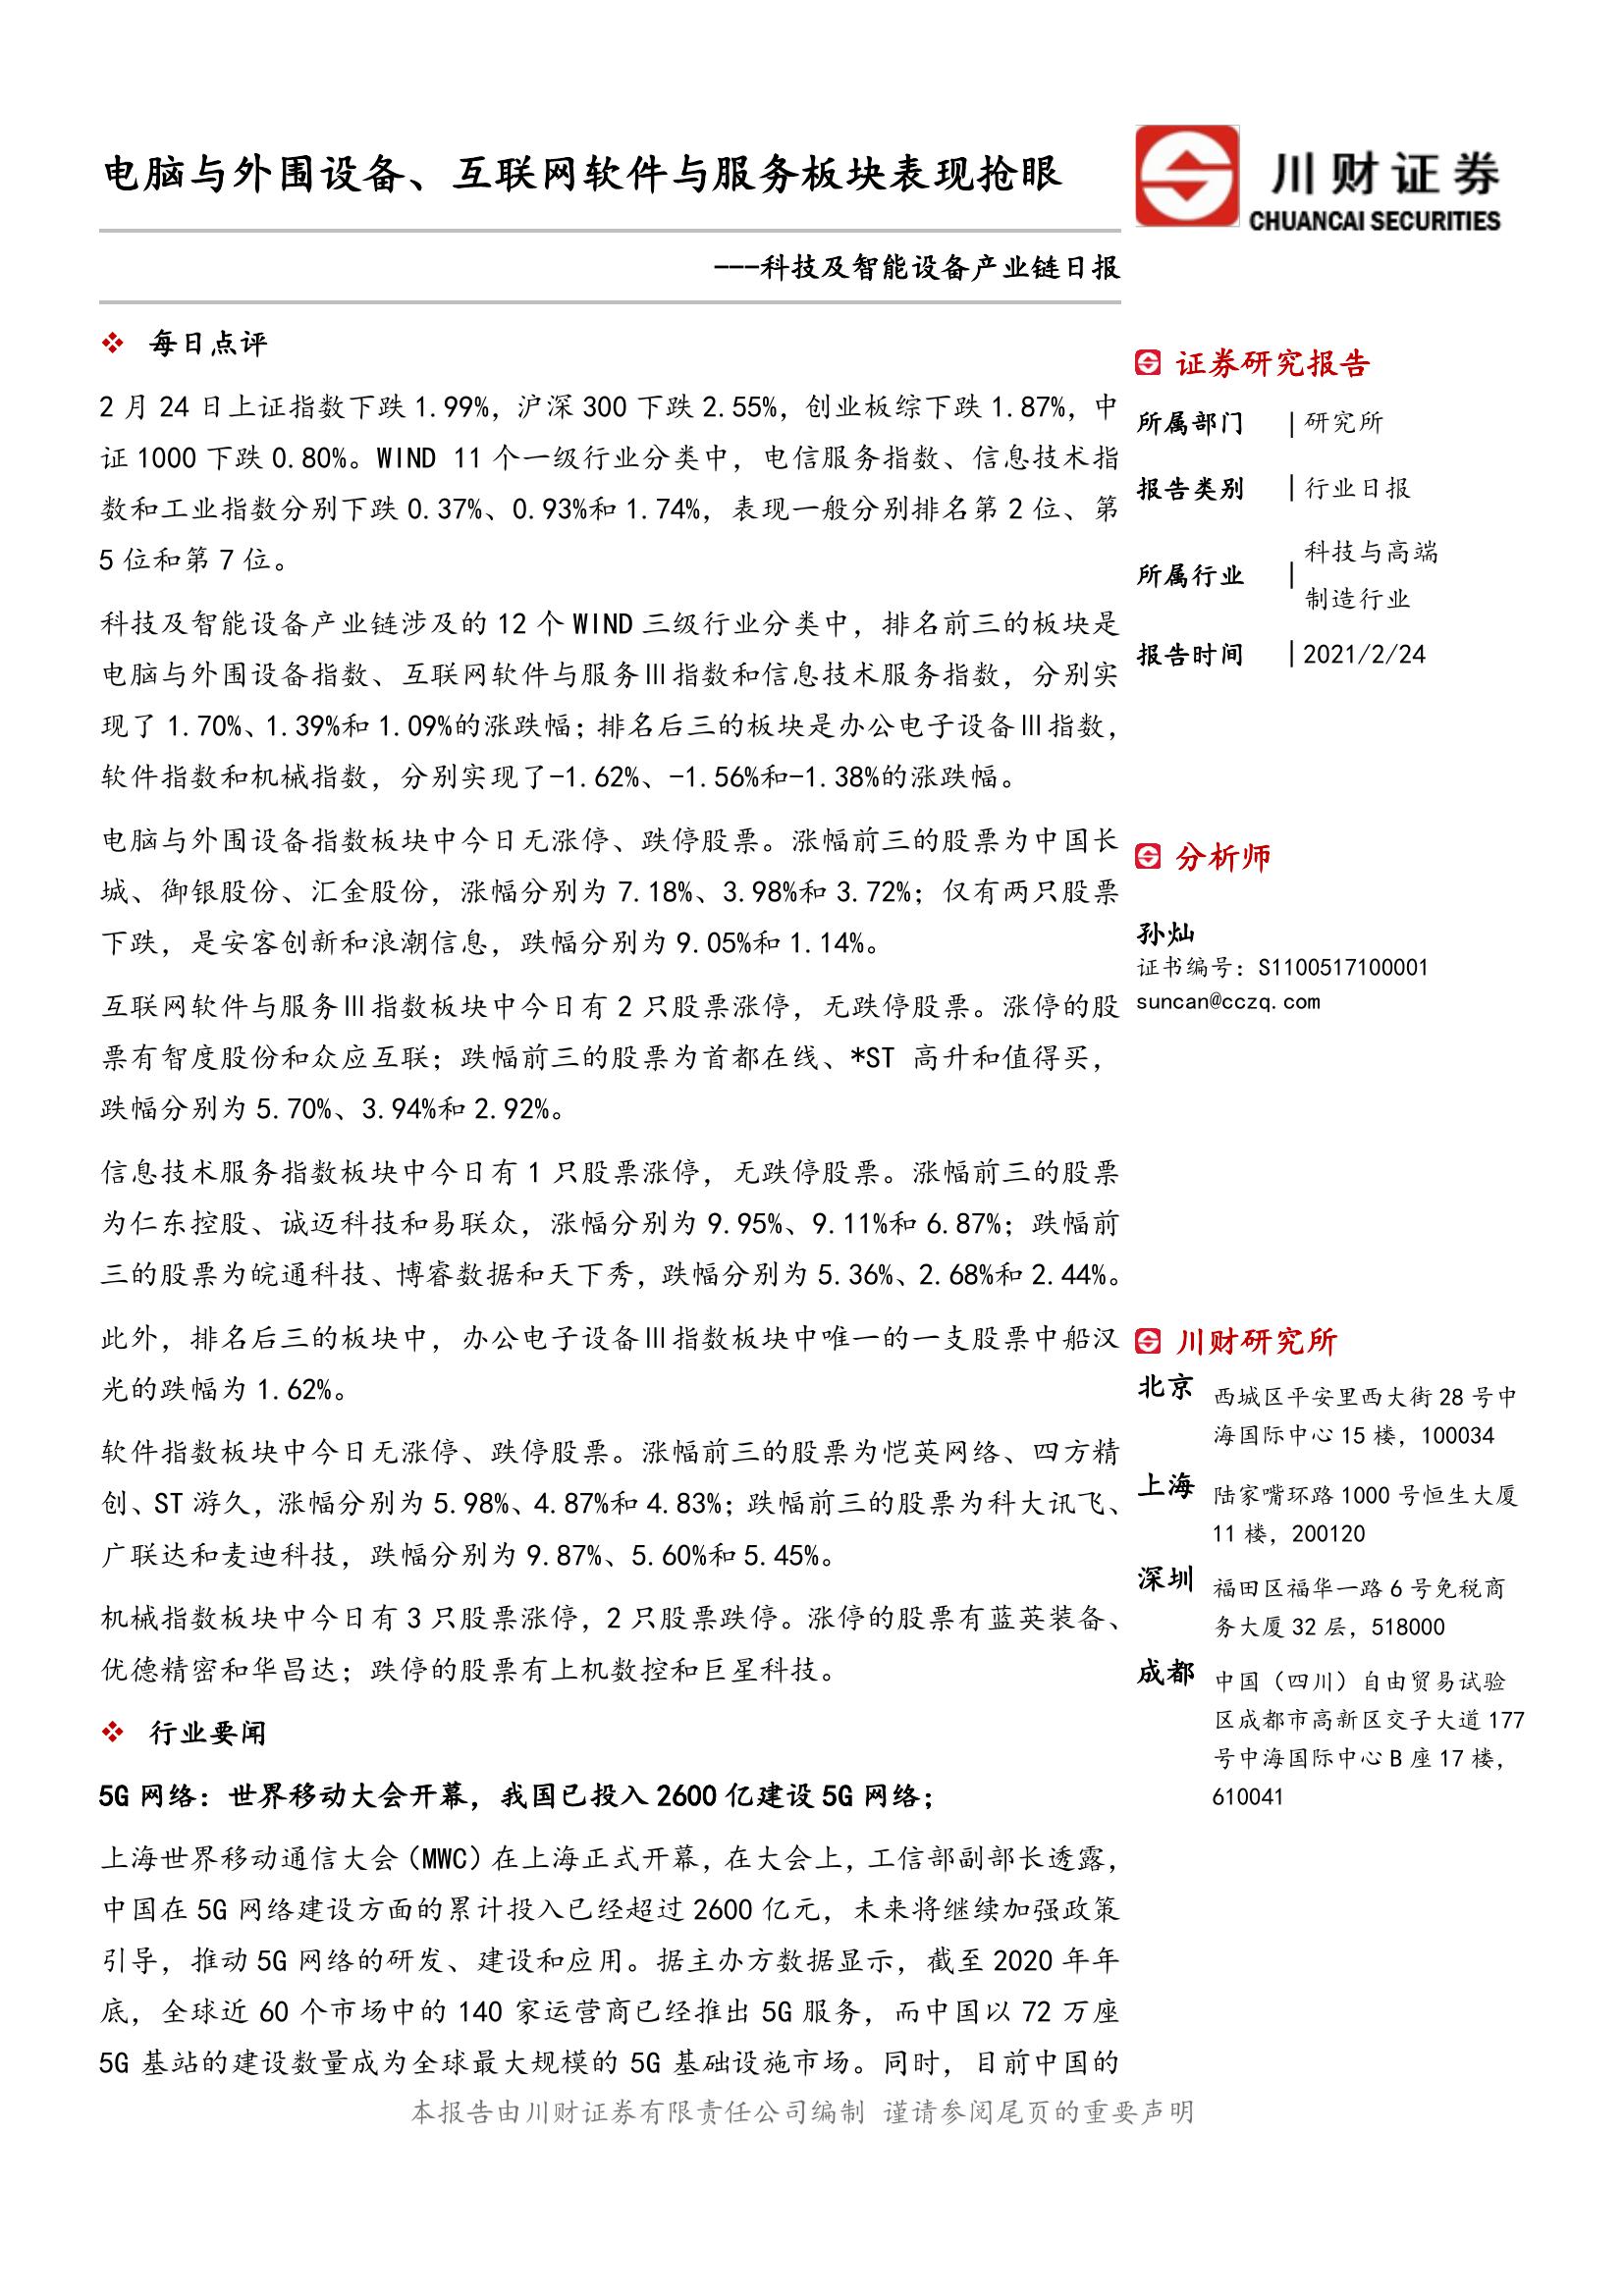 电脑与外围设备、互联网软件与服务板块表现抢眼
川财证券
CHUANCAI SECURITIES
---科技及智能设备产业链日报
❖ 每日点评
2 月 24 日上证指数下跌 1.99%，沪深 300 下跌 2.55%，创业板综下跌 1.87%，中
证 1000 下跌 0.80%。WIND 11 个一级行业分类中，电信服务指数、信息技术指
数和工业指数分别下跌 0.37%、0.93%和 1.74%，表现一般分别排名第 2 位、第
5 位和第 7 位。
科技及智能设备产业链涉及的 12 个 WIND 三级行业分类中，排名前三的板块是
电脑与外围设备指数、互联网软件与服务Ⅲ指数和信息技术服务指数，分别实
现了 1.70%、1.39%和 1.09%的涨跌幅；排名后三的板块是办公电子设备Ⅲ指数，
软件指数和机械指数，分别实现了-1.62%、-1.56%和-1.38%的涨跌幅。
电脑与外围设备指数板块中今日无涨停、跌停股票。涨幅前三的股票为中国长
城、御银股份、汇金股份，涨幅分别为 7.18%、3.98%和 3.72%；仅有两只股票
下跌，是安客创新和浪潮信息，跌幅分别为 9.05%和 1.14%。
互联网软件与服务Ⅲ指数板块中今日有 2 只股票涨停，无跌停股票。涨停的股
票有智度股份和众应互联；跌幅前三的股票为首都在线、*ST 高升和值得买，
跌幅分别为 5.70%、3.94%和 2.92%。
信息技术服务指数板块中今日有 1 只股票涨停，无跌停股票。涨幅前三的股票
为仁东控股、诚迈科技和易联众，涨幅分别为 9.95%、9.11%和 6.87%；跌幅前
三的股票为皖通科技、博睿数据和天下秀，跌幅分别为 5.36%、2.68%和 2.44%。
此外，排名后三的板块中，办公电子设备Ⅲ指数板块中唯一的一支股票中船汉
光的跌幅为 1.62%。
软件指数板块中今日无涨停、跌停股票。涨幅前三的股票为恺英网络、四方精
创、ST 游久，涨幅分别为 5.98%、4.87%和 4.83%；跌幅前三的股票为科大讯飞、
广联达和麦迪科技，跌幅分别为 9.87%、5.60%和 5.45%。
机械指数板块中今日有 3 只股票涨停，2 只股票跌停。涨停的股票有蓝英装备、
优德精密和华昌达；跌停的股票有上机数控和巨星科技。
❖ 行业要闻
5G 网络：世界移动大会开幕，我国已投入 2600 亿建设 5G 网络；
上海世界移动通信大会（MWC）在上海正式开幕，在大会上，工信部副部长透露，
中国在 5G 网络建设方面的累计投入已经超过 2600 亿元，未来将继续加强政策
引导，推动 5G 网络的研发、建设和应用。据主办方数据显示，截至 2020 年年
底，全球近 60 个市场中的 140 家运营商已经推出 5G 服务，而中国以 72 万座
5G 基站的建设数量成为全球最大规模的 5G 基础设施市场。同时，目前中国的
证券研究报告
所属部门 | 研究所
报告类别 | 行业日报
所属行业 | 科技与高端
制造行业
报告时间 | 2021/2/24
分析师
孙灿
证书编号：S1100517100001
suncan@cczq.com
川财研究所
北京 西城区平安里西大街 28 号中
海国际中心 15 楼，100034
上海 陆家嘴环路 1000 号恒生大厦
11 楼，200120
深圳 福田区福华一路 6 号免税商
务大厦 32 层，518000
成都 中国（四川）自由贸易试验
区成都市高新区交子大道 177
号中海国际中心 B 座 17 楼，
610041
本报告由川财证券有限责任公司编制 谨请参阅尾页的重要声明